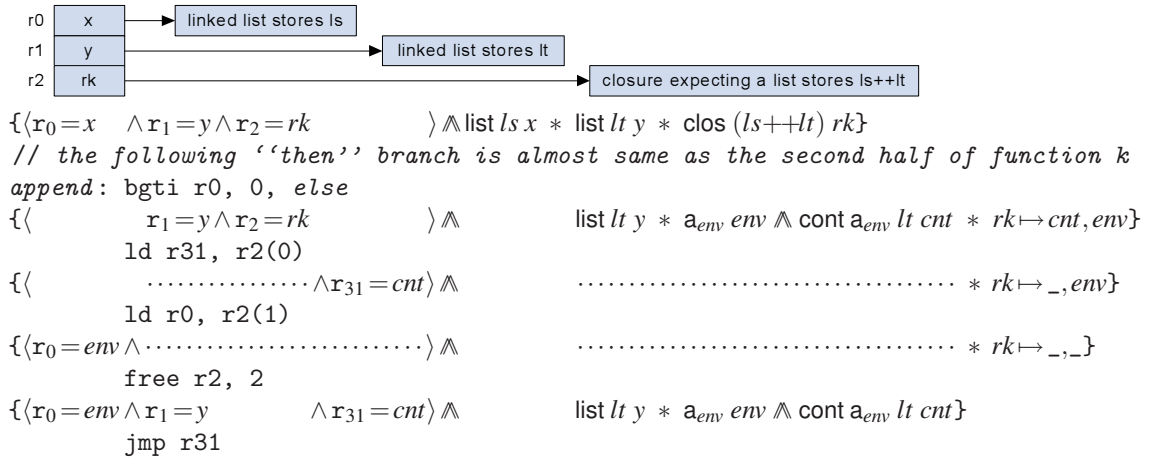 r0 x linked list stores ls
r1 y linked list stores lt
r2 rk closure expecting a list stores ls++lt
{⟨r₀=x ∧r₁=y∧r₂=rk ⟩⩕list ls x * list lt y * clos (ls++lt) rk}
// the following ‘‘then’’ branch is almost same as the second half of function k
append: bgti r0, 0, else
{⟨ r₁=y∧r₂=rk ⟩⩕ list lt y * a_env env ⩕ cont a_env lt cnt * rk↦cnt,env}
ld r31, r2(0)
{⟨ ················∧r₃₁=cnt⟩⩕ ···································· * rk↦_,env}
ld r0, r2(1)
{⟨r₀=env∧···························⟩⩕ ···································· * rk↦_,_}
free r2, 2
{⟨r₀=env∧r₁=y ∧r₃₁=cnt⟩⩕ list lt y * a_env env ⩕ cont a_env lt cnt}
jmp r31